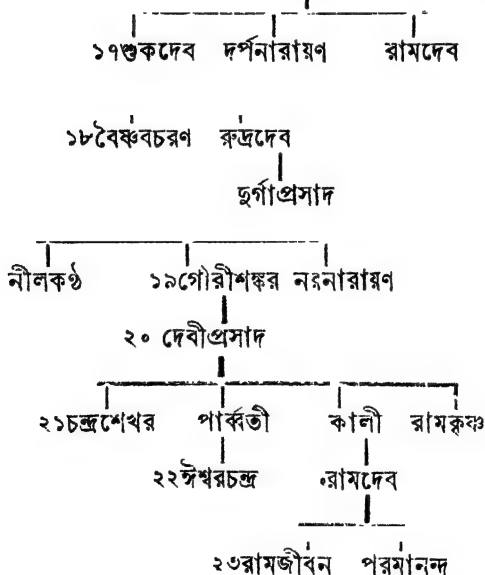 ১৭শুকদেব দর্পনারায়ণ রামদেব
১৮বৈষ্ণবচরণ রুদ্রদেব
দুর্গাপ্রসাদ
নীলকণ্ঠ ১৯গৌরীশঙ্কর নরনারায়ণ
২০ দেবীপ্রসাদ
২১চন্দ্রশেখর পার্ব্বতী কালী রামকৃষ্ণ
২২ঈশ্বরচন্দ্র রামদেব
২৩রামজীবন পরমানন্দ